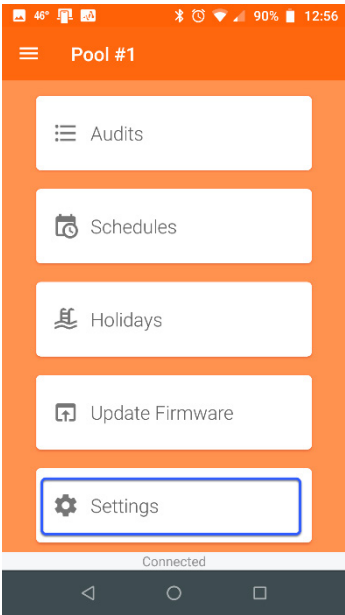 46° 90% 12:56
Pool #1
Audits
Schedules
Holidays
Update Firmware
Settings
Connected